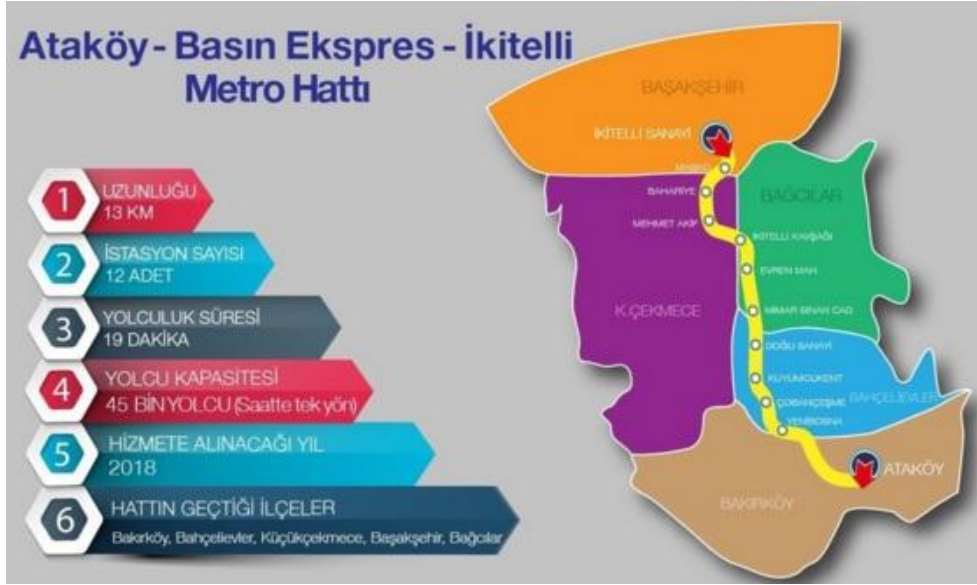 Ataköy - Basın Ekspres - İkitelli
Metro Hattı
1
UZUNLUĞU
13 KM
2
İSTASYON SAYISI
12 ADET
3
YOLCULUK SÜRESİ
19 DAKİKA
4
YOLCU KAPASİTESİ
45 BİN YOLCU (Saatte tek yön)
5
HİZMETE ALINACAĞI YIL
2018
6
HATTIN GEÇTİĞİ İLÇELER
Bakırköy, Bahçelievler, Küçükçekmece, Başakşehir, Bağcılar
BAŞAKŞEHİR
İKİTELLİ SANAYİ
BAHARİYE
BAĞCILAR
MEHMET AKİF
İKİTELLİ KAVŞAĞI
EVREN MAH.
K.ÇEKMECE
MİMAR SİNAN CAD.
DOĞU SANAYİ
KUYUMCUKENT
BAHÇELİEVLER
ÇOBANÇEŞME
YENİBOSNA
ATAKÖY
BAKIRKÖY